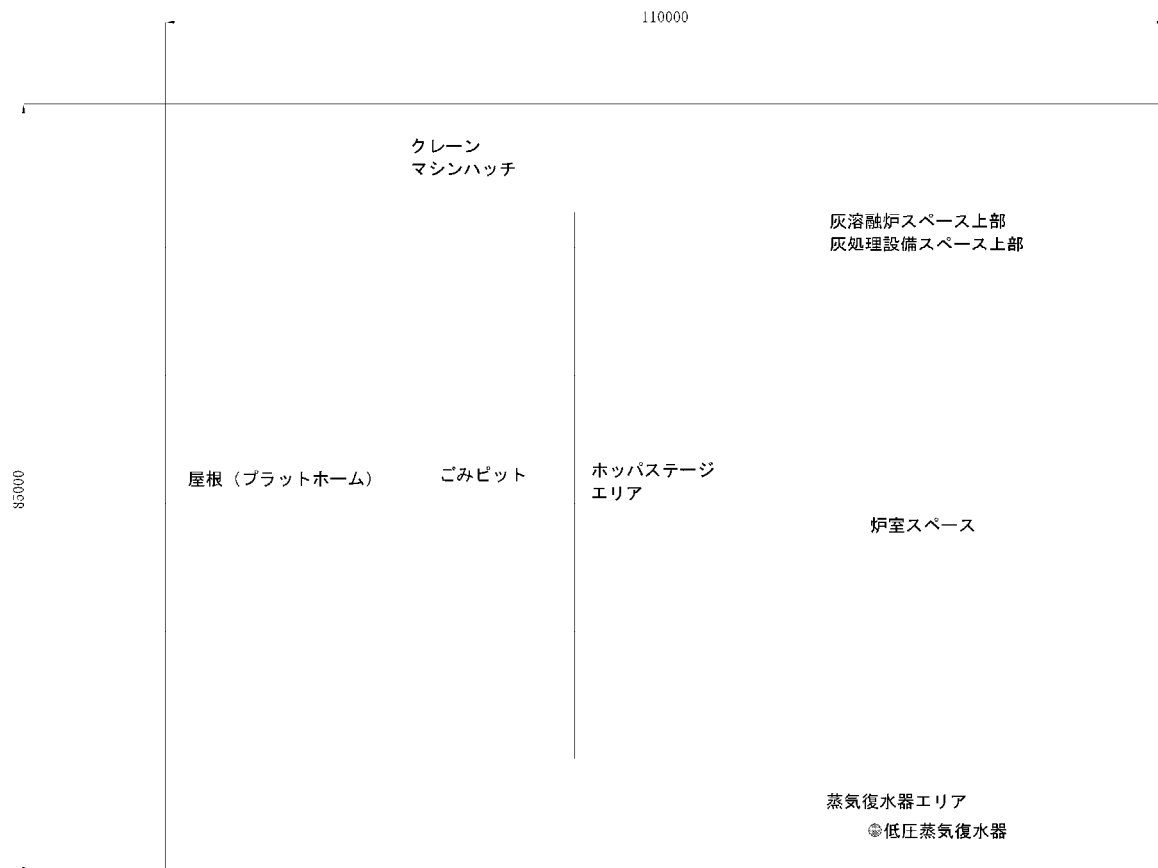 110000
クレーン
マシンハッチ
灰溶融炉スペース上部
灰処理設備スペース上部
85000
屋根（プラットホーム）
ごみピット
ホッパステージ
エリア
炉室スペース
蒸気復水器エリア
低圧蒸気復水器